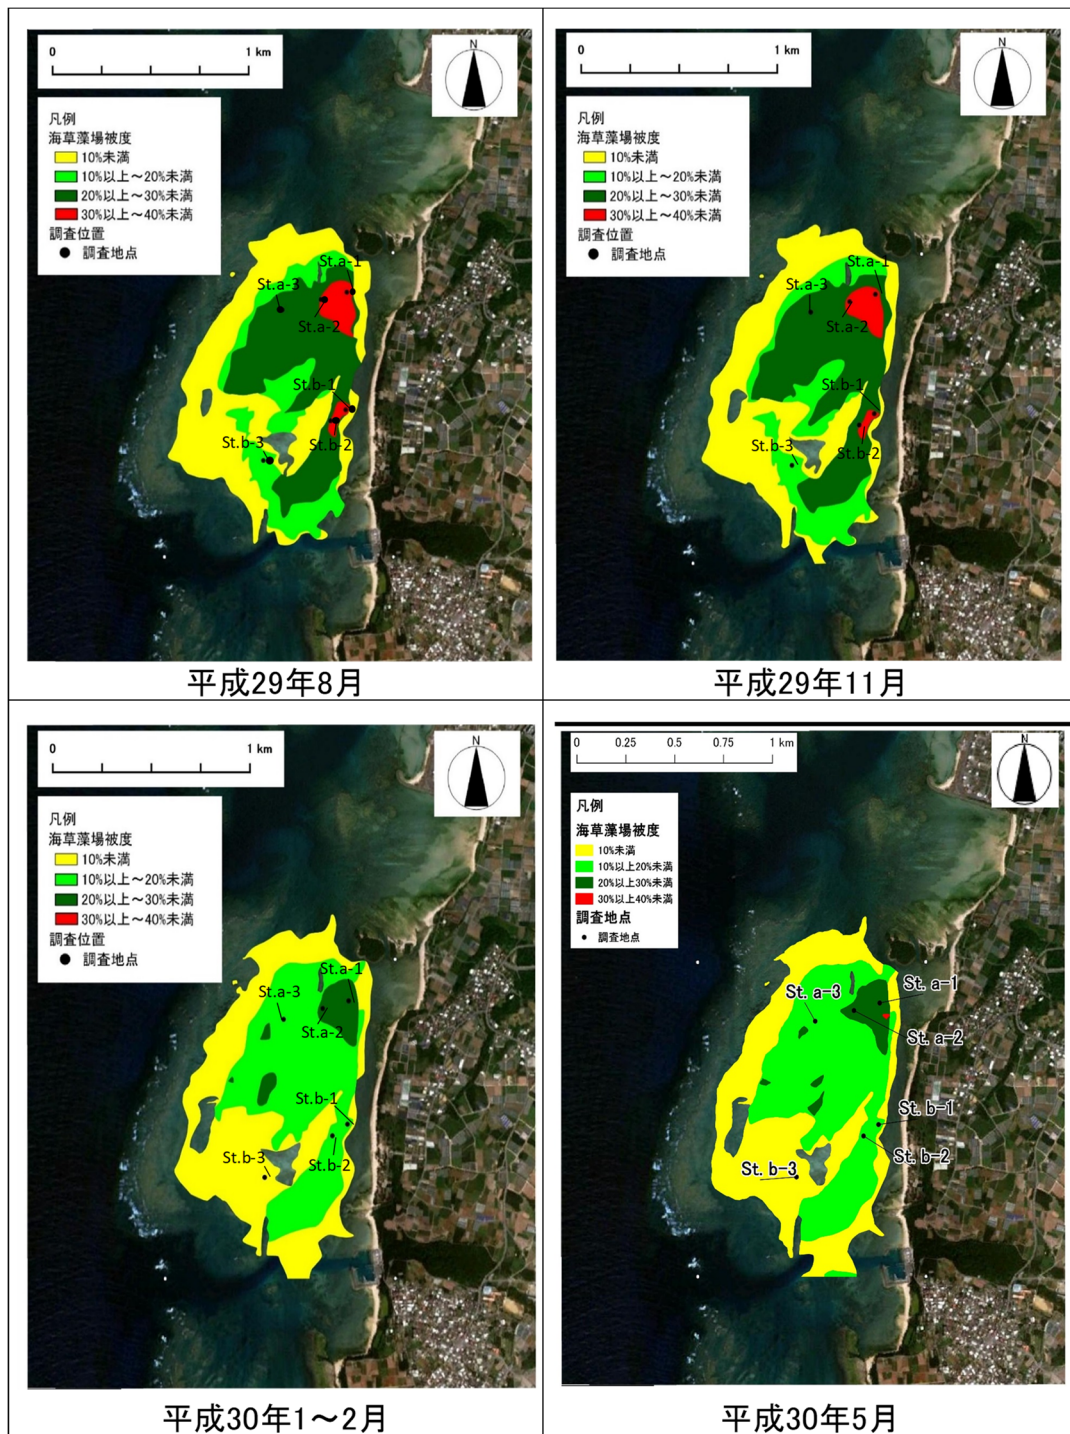 0 1 km
N
凡例
海草藻場被度
10%未満
10%以上～20%未満
20%以上～30%未満
30%以上～40%未満
調査位置
調査地点
St.a-1
St.a-3
St.a-2
St.b-1
St.b-3
St.b-2
平成29年8月
0 1 km
N
凡例
海草藻場被度
10%未満
10%以上～20%未満
20%以上～30%未満
30%以上～40%未満
調査位置
調査地点
St.a-1
St.a-3
St.a-2
St.b-1
St.b-3
St.b-2
平成29年11月
0 1 km
N
凡例
海草藻場被度
10%未満
10%以上～20%未満
20%以上～30%未満
30%以上～40%未満
調査位置
調査地点
St.a-1
St.a-3
St.a-2
St.b-1
St.b-3
St.b-2
平成30年1～2月
0 0.25 0.5 0.75 1 km
N
凡例
海草藻場被度
10%未満
10%以上20%未満
20%以上30%未満
30%以上40%未満
調査地点
調査地点
St. a-3
St. a-1
St. a-2
St. b-1
St. b-2
St. b-3
平成30年5月